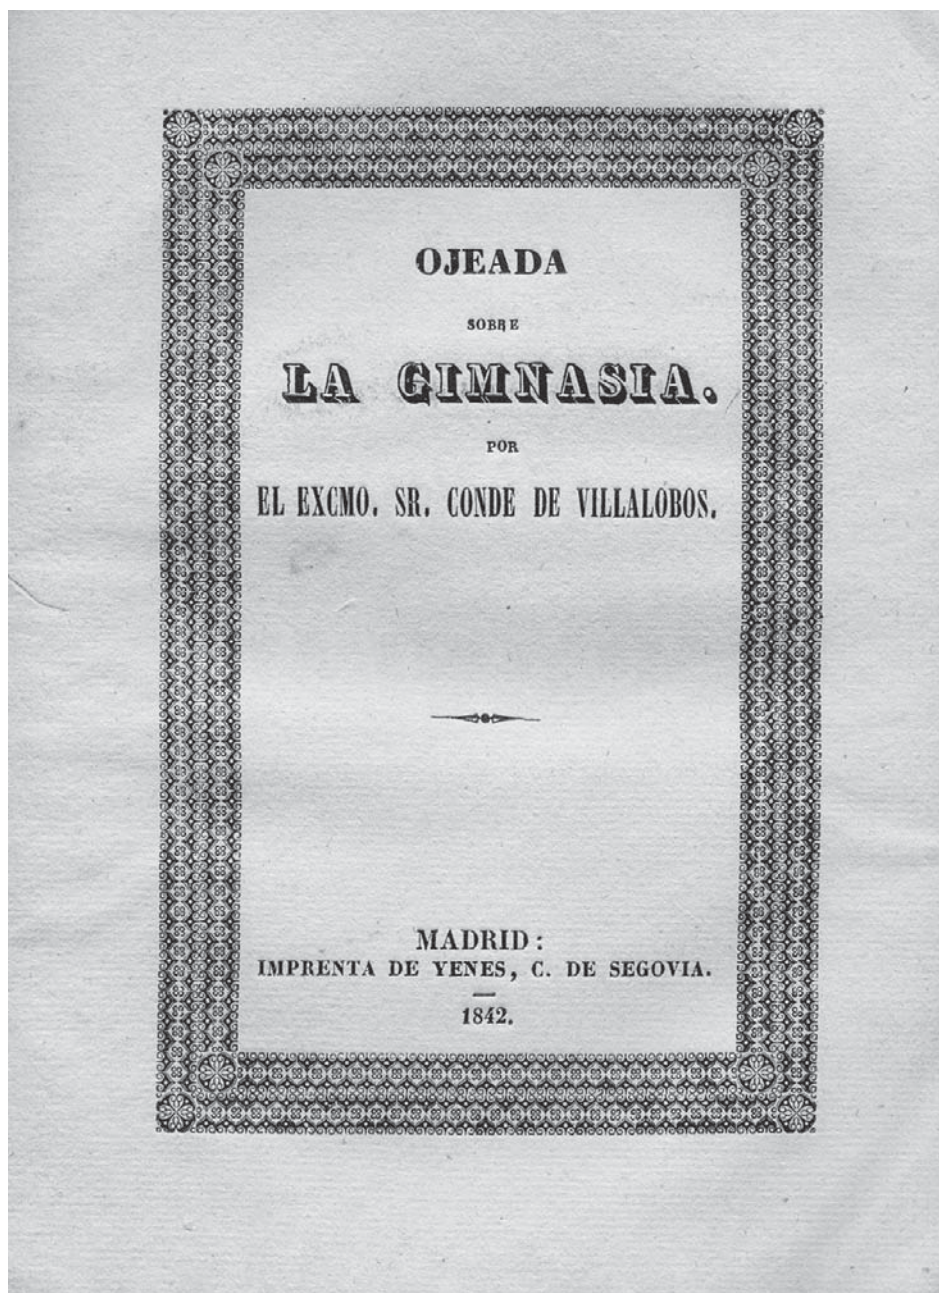 OJEADA
SOBRE
LA GIMNASIA.
POR
EL EXCMO. SR. CONDE DE VILLALOBOS.
MADRID:
IMPRENTA DE YENES, C. DE SEGOVIA.
1842.